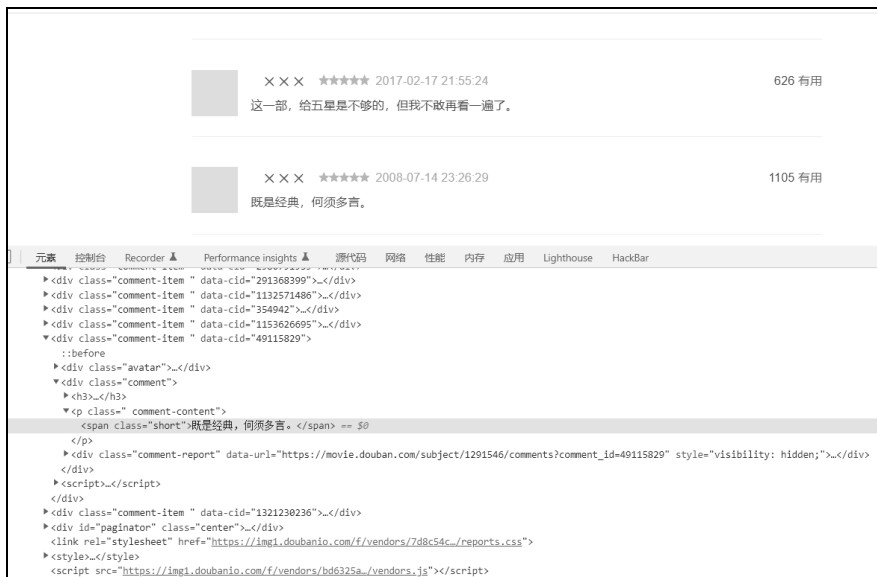 ××× ★★★★★ 2017-02-17 21:55:24 626 有用
这一部，给五星是不够的，但我不敢再看一遍了。
××× ★★★★★ 2008-07-14 23:26:29 1105 有用
既是经典，何须多言。
元素 控制台 Recorder Performance insights 源代码 网络 性能 内存 应用 Lighthouse HackBar
▶<div class="comment-item " data-cid="291368399">…</div>
▶<div class="comment-item " data-cid="1132571486">…</div>
▶<div class="comment-item " data-cid="354942">…</div>
▶<div class="comment-item " data-cid="1153626695">…</div>
▼<div class="comment-item " data-cid="49115829">
::before
▶<div class="avatar">…</div>
▼<div class="comment">
▶<h3>…</h3>
▼<p class=" comment-content">
<span class="short">既是经典，何须多言。</span> == $0
</p>
▶<div class="comment-report" data-url="https://movie.douban.com/subject/1291546/comments?comment_id=49115829" style="visibility: hidden;">…</div>
</div>
▶<script>…</script>
</div>
▶<div class="comment-item " data-cid="1321230236">…</div>
▶<div id="paginator" class="center">…</div>
<link rel="stylesheet" href="https://img1.doubanio.com/f/vendors/7d8c54c…/reports.css">
▶<style>…</style>
<script src="https://img1.doubanio.com/f/vendors/bd6325a…/vendors.js"></script>